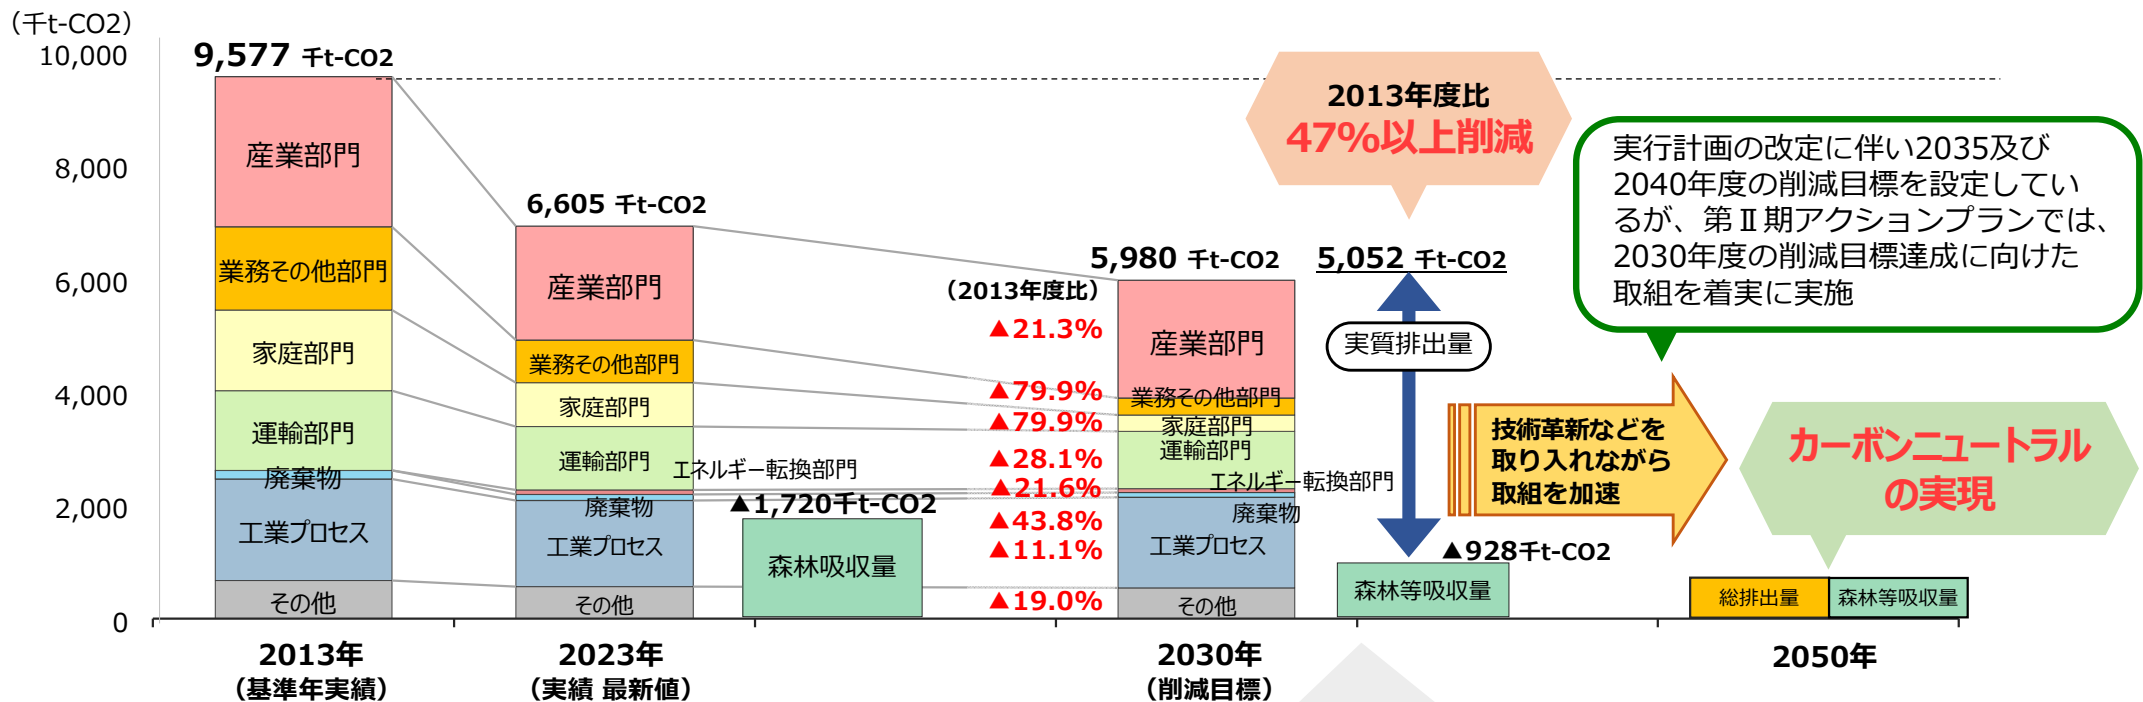 （千t-CO2）
10,000
8,000
6,000
4,000
2,000
0
9,577 千t-CO2
産業部門
業務その他部門
家庭部門
運輸部門
廃棄物
工業プロセス
その他
2013年
（基準年実績）
6,605 千t-CO2
産業部門
業務その他部門
家庭部門
運輸部門
エネルギー転換部門
廃棄物
工業プロセス
その他
2023年
（実績 最新値）
▲1,720千t-CO2
森林吸収量
（2013年度比）
▲21.3%
▲79.9%
▲79.9%
▲28.1%
▲21.6%
▲43.8%
▲11.1%
▲19.0%
5,980 千t-CO2
産業部門
業務その他部門
家庭部門
運輸部門
エネルギー転換部門
廃棄物
工業プロセス
その他
2030年
（削減目標）
2013年度比
47%以上削減
5,052 千t-CO2
実質排出量
▲928千t-CO2
森林等吸収量
実行計画の改定に伴い2035及び
2040年度の削減目標を設定してい
るが、第Ⅱ期アクションプランでは、
2030年度の削減目標達成に向けた
取組を着実に実施
技術革新などを
取り入れながら
取組を加速
カーボンニュートラル
の実現
総排出量
森林等吸収量
2050年